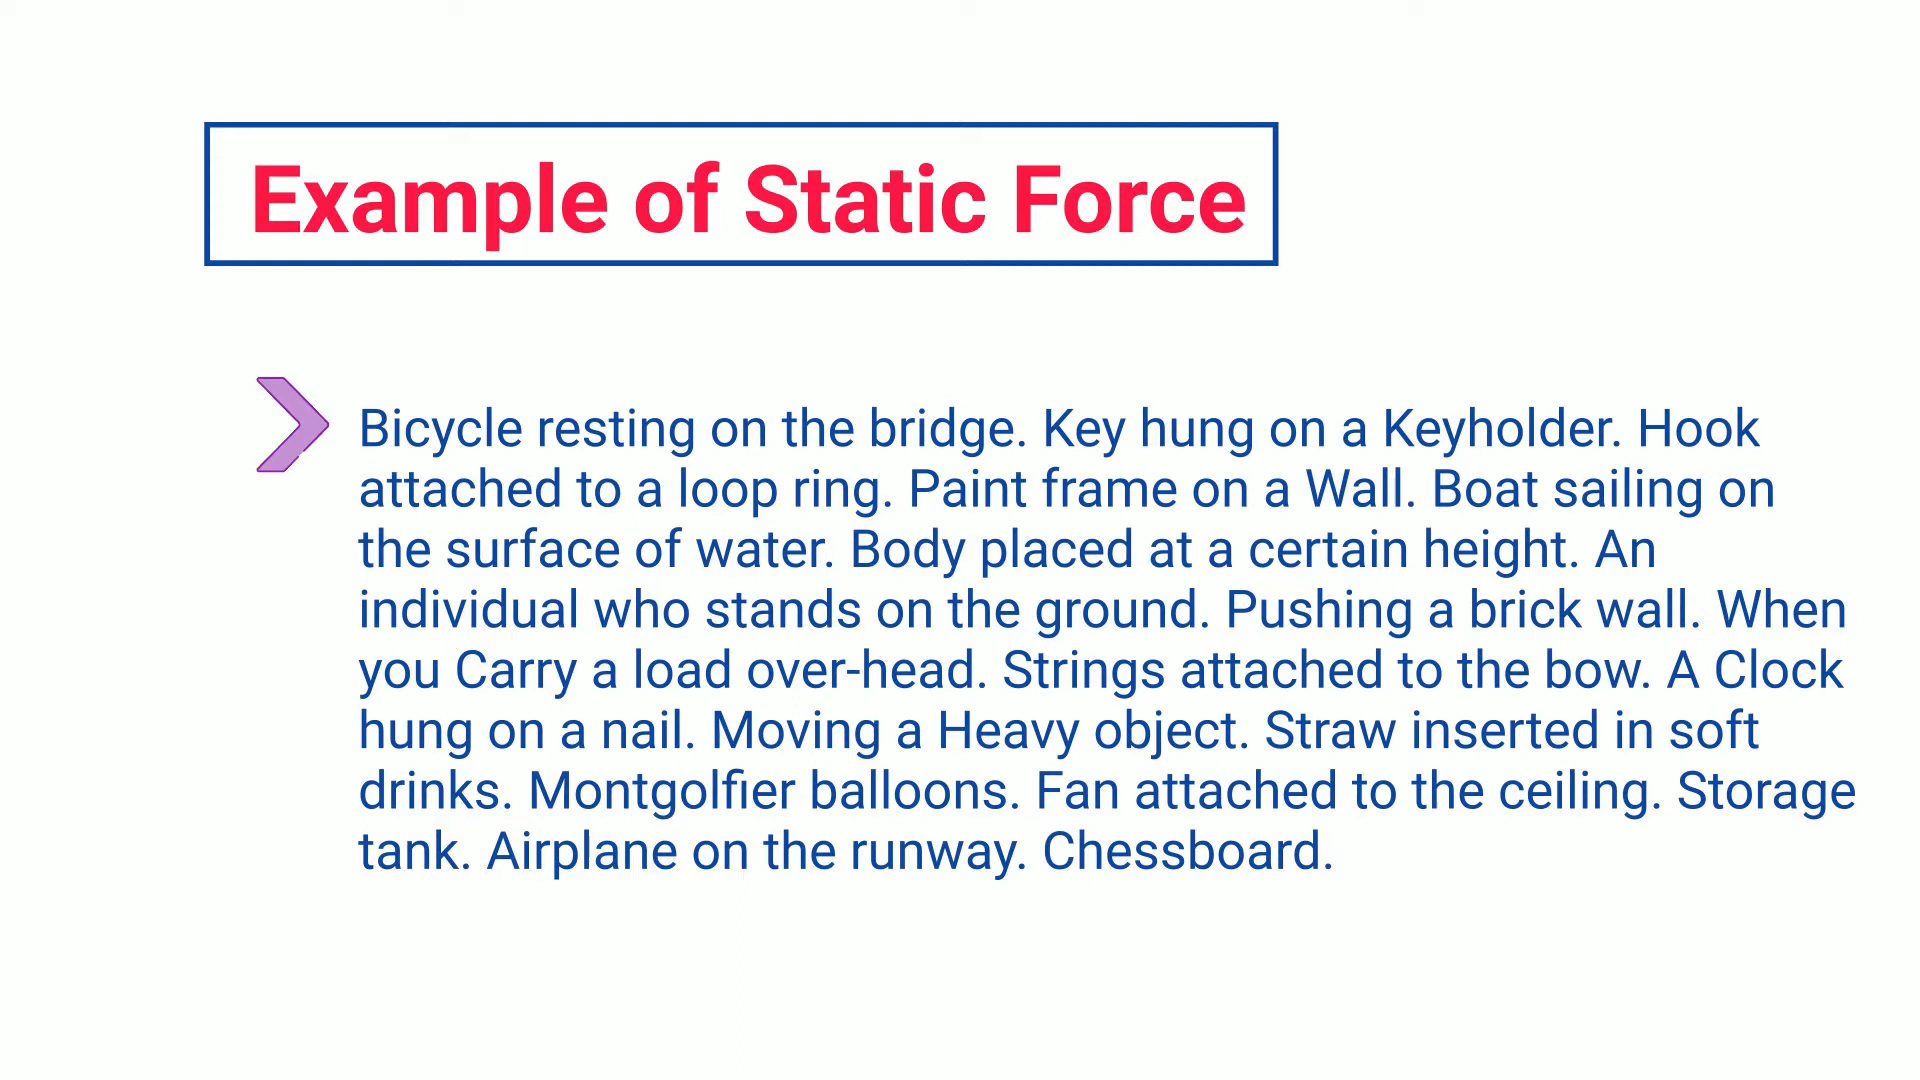 Example of Static Force
Bicycle resting on the bridge. Key hung on a Keyholder. Hook
attached to a loop ring. Paint frame on a Wall. Boat sailing on
the surface of water. Body placed at a certain height. An
individual who stands on the ground. Pushing a brick wall. When
you Carry a load over-head. Strings attached to the bow. A Clock
hung on a nail. Moving a Heavy object. Straw inserted in soft
drinks. Montgolfier balloons. Fan attached to the ceiling. Storage
tank. Airplane on the runway. Chessboard.